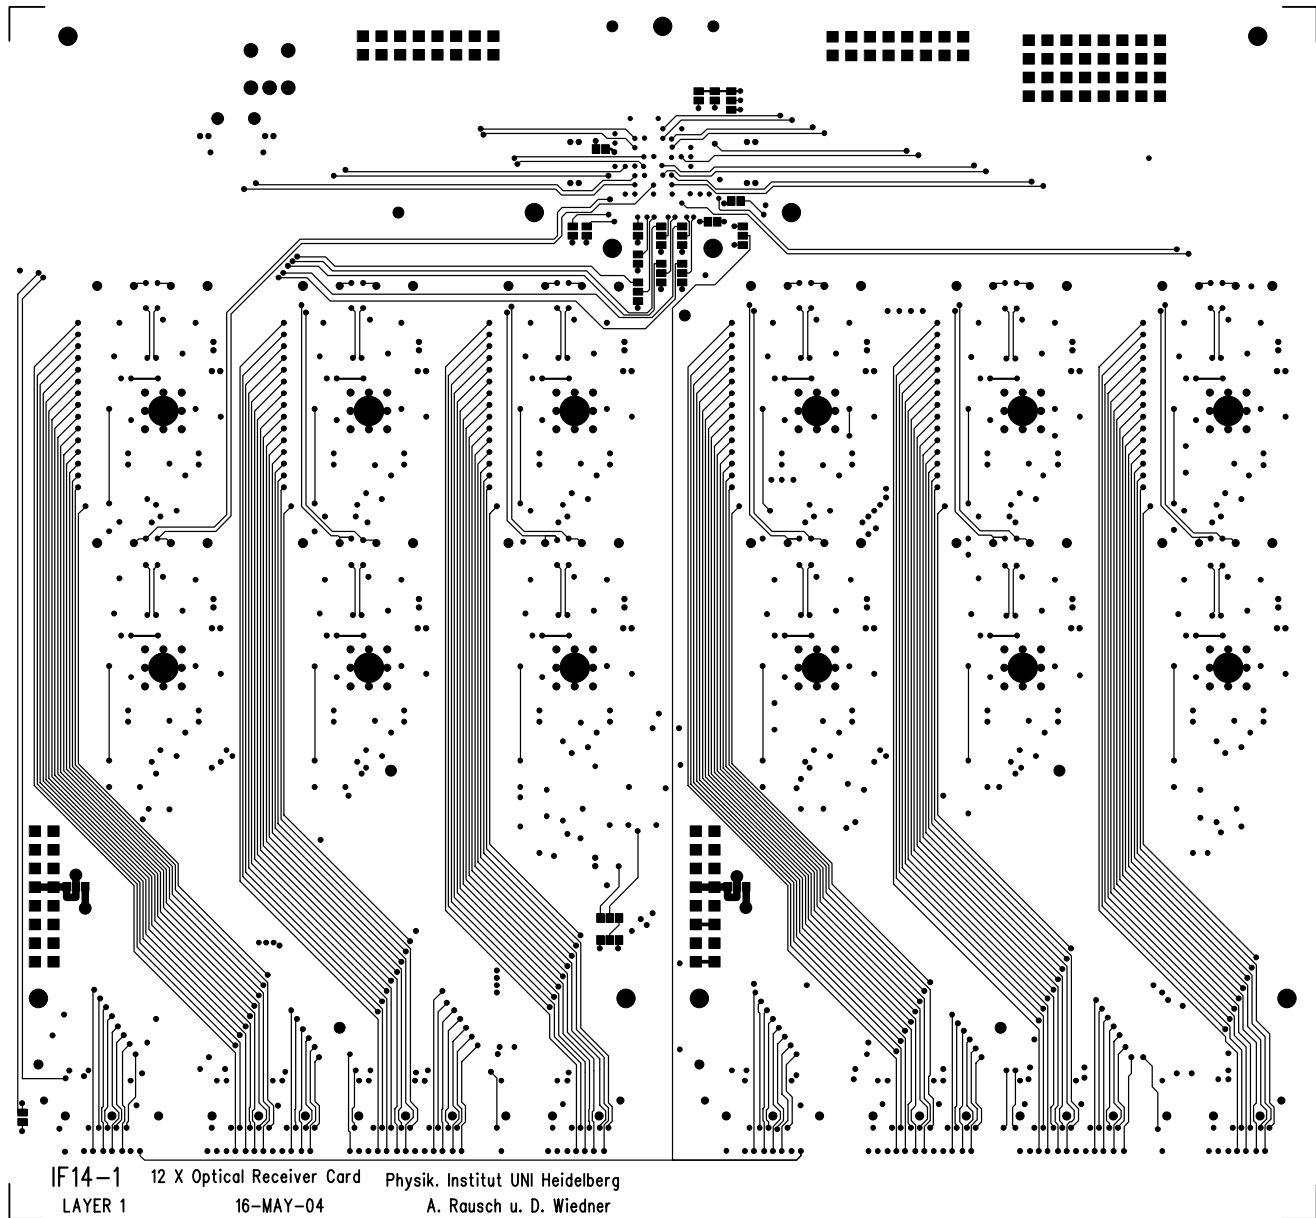 IF14-1 12 X Optical Receiver Card Physik. Institut UNI Heidelberg
LAYER 1 16-MAY-04 A. Rausch u. D. Wiedner